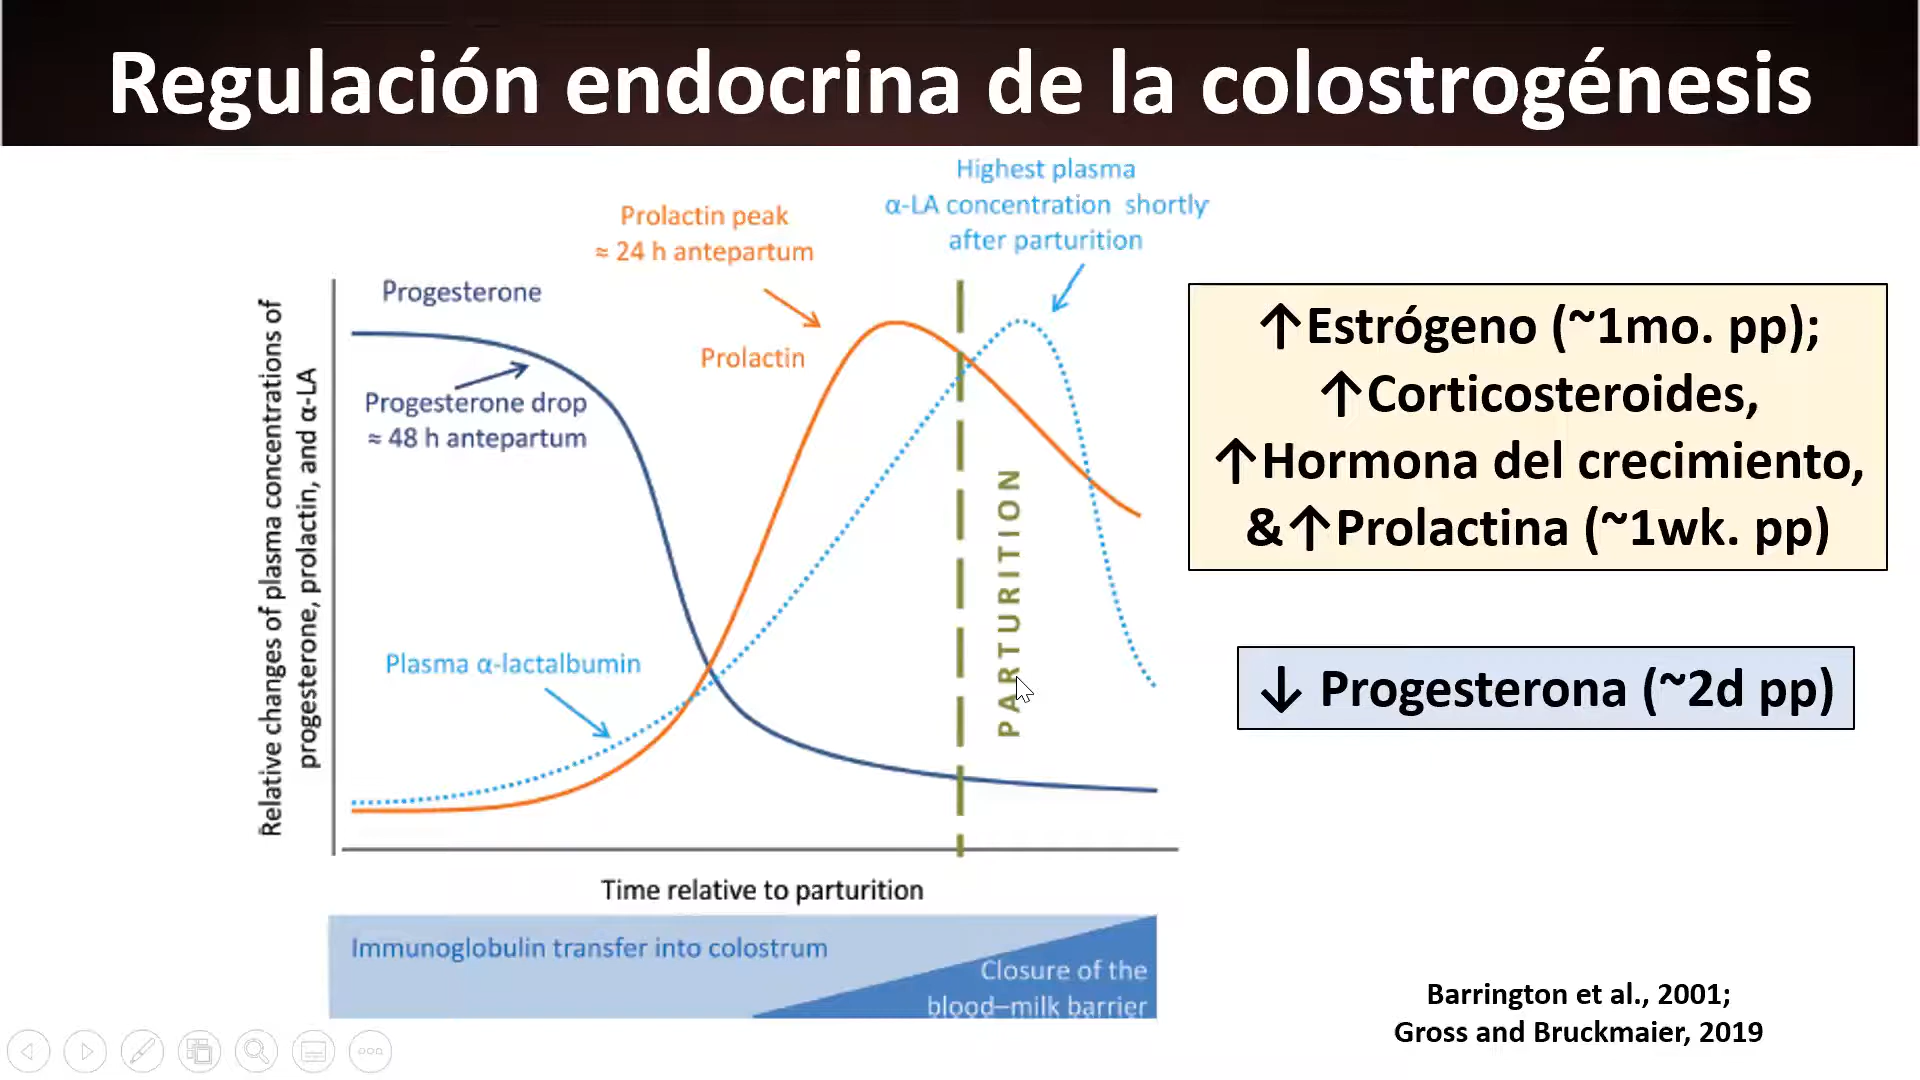 Regulación endocrina de la colostrogénesis
Highest plasma
α-LA concentration shortly
after parturition
Prolactin peak
≈ 24 h antepartum
Progesterone
Prolactin
Progesterone drop
≈ 48 h antepartum
Plasma α-lactalbumin
PARTURITION
Relative changes of plasma concentrations of
progesterone, prolactin, and α-LA
Time relative to parturition
Immunoglobulin transfer into colostrum
Closure of the
blood–milk barrier
↑Estrógeno (~1mo. pp);
↑Corticosteroides,
↑Hormona del crecimiento,
&↑Prolactina (~1wk. pp)
↓ Progesterona (~2d pp)
Barrington et al., 2001;
Gross and Bruckmaier, 2019